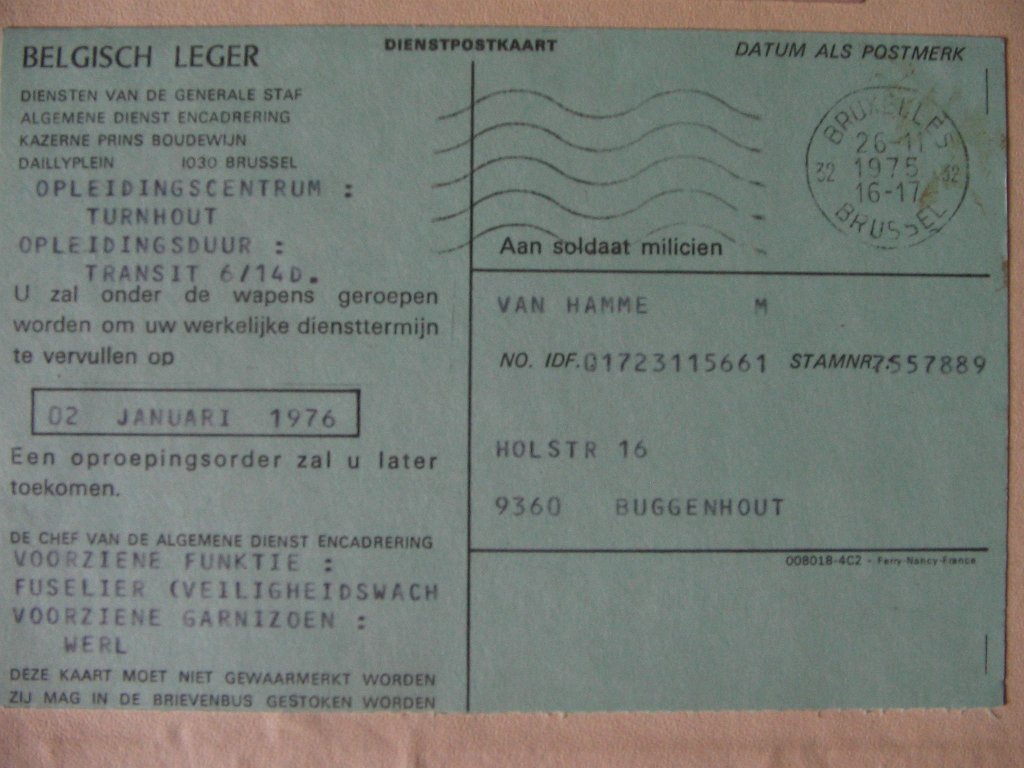 BELGISCH LEGER
DIENSTPOSTKAART
DATUM ALS POSTMERK
DIENSTEN VAN DE GENERALE STAF
ALGEMENE DIENST ENCADRERING
KAZERNE PRINS BOUDEWIJN
DAILLYPLEIN 1030 BRUSSEL
OPLEIDINGSCENTRUM :
TURNHOUT
OPLEIDINGSDUUR :
TRANSIT 6/14D.
U zal onder de wapens geroepen
worden om uw werkelijke diensttermijn
te vervullen op
02 JANUARI 1976
Een oproepingsorder zal u later
toekomen.
DE CHEF VAN DE ALGEMENE DIENST ENCADRERING
VOORZIENE FUNKTIE :
FUSELIER (VEILIGHEIDSWACH
VOORZIENE GARNIZOEN :
WERL
DEZE KAART MOET NIET GEWAARMERKT WORDEN
ZIJ MAG IN DE BRIEVENBUS GESTOKEN WORDEN
BRUXELLES
26-11
32 1975 32
16-17
BRUSSEL
Aan soldaat milicien
VAN HAMME M
NO. IDF. 01723115661 STAMNR.: 7557889
HOLSTR 16
9360 BUGGENHOUT
008018-4C2 - Ferry-Nancy-France